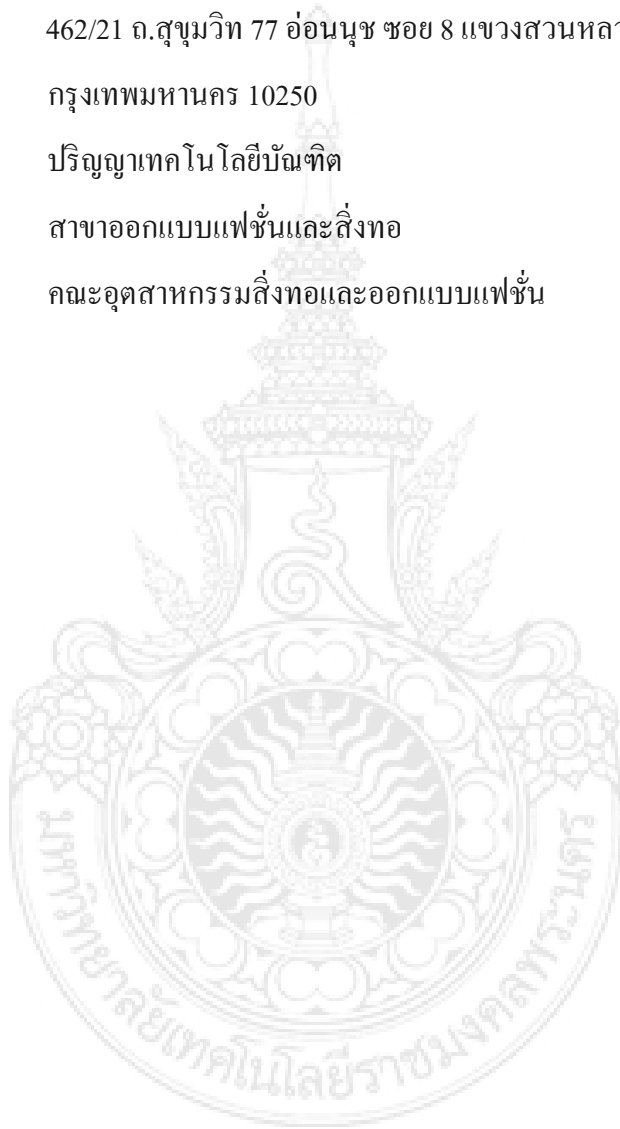 462/21 ถ.สุขุมวิท 77 อ่อนนุช ซอย 8 แขวงสวนหลว
กรุงเทพมหานคร 10250
ปริญญาเทคโนโลยีบัณฑิต
สาขาออกแบบแฟชั่นและสิ่งทอ
คณะอุตสาหกรรมสิ่งทอและออกแบบแฟชั่น
มหาวิทยาลัยเทคโนโลยีราชมงคลพระนคร